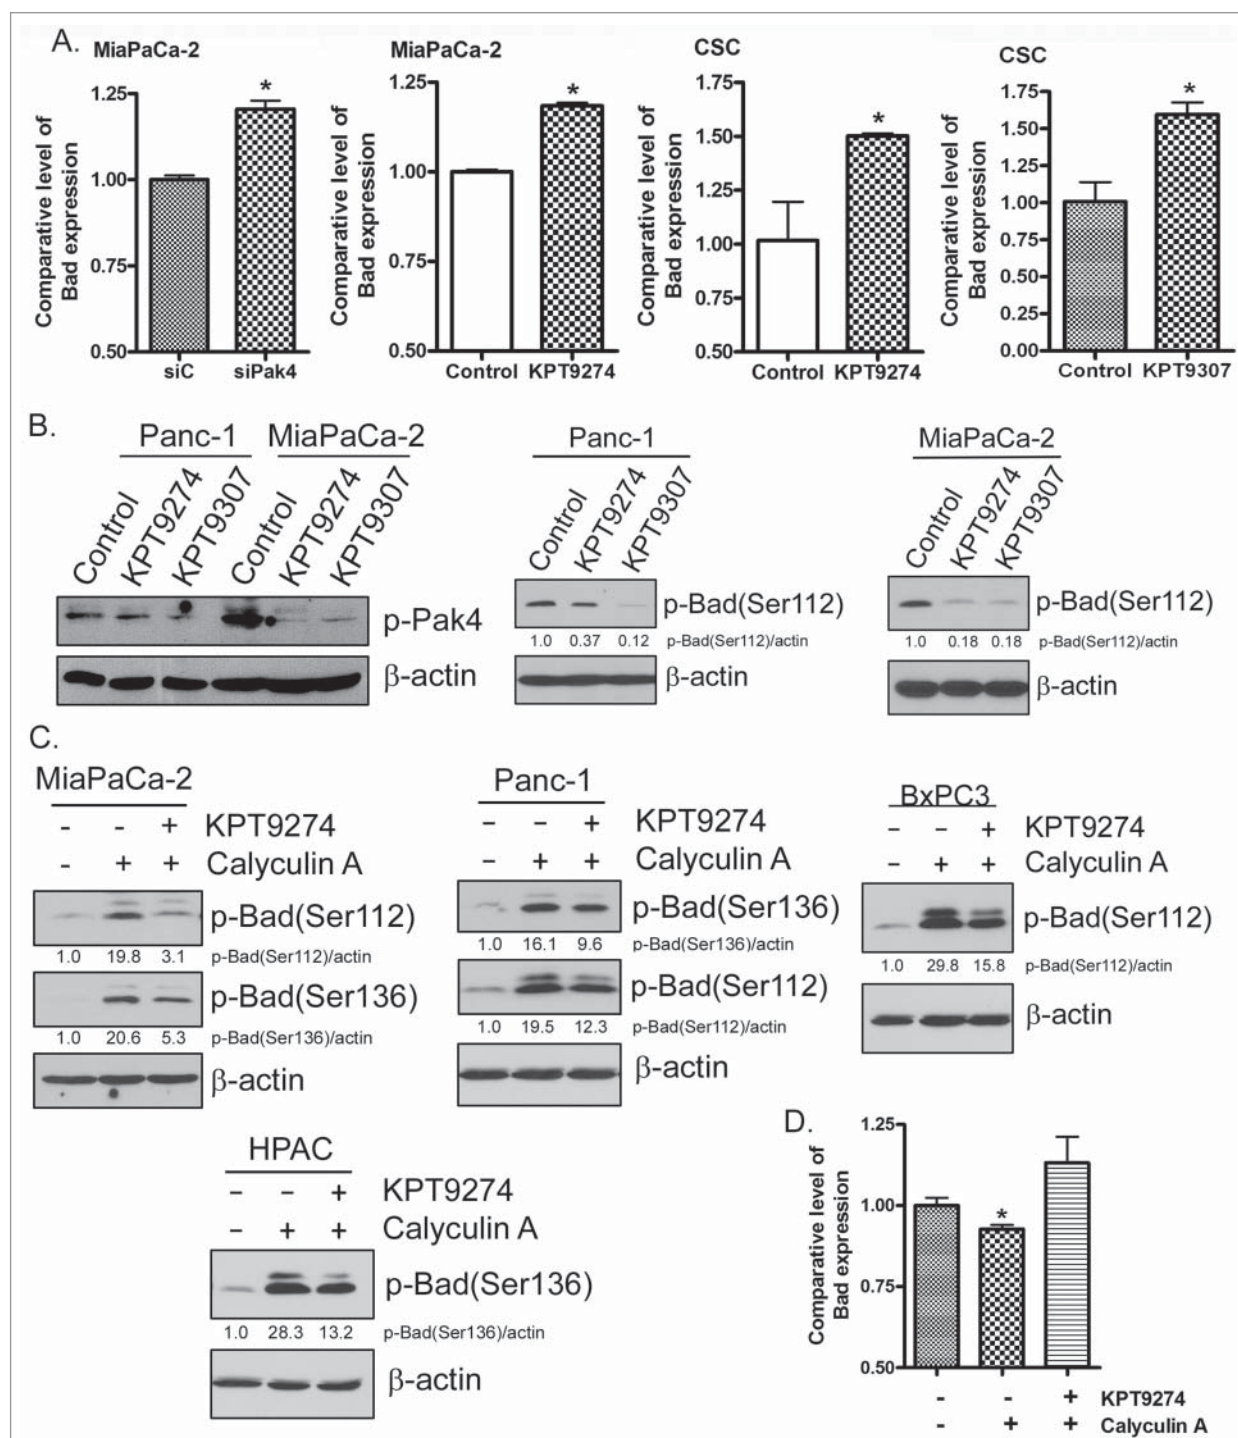 A.
MiaPaCa-2
Comparative level of
Bad expression
1.25
1.00
0.75
0.50
siC siPak4
*
MiaPaCa-2
Comparative level of
Bad expression
1.25
1.00
0.75
0.50
Control KPT9274
*
CSC
Comparative level of
Bad expression
1.75
1.50
1.25
1.00
0.75
0.50
Control KPT9274
*
CSC
Comparative level of
Bad expression
1.75
1.50
1.25
1.00
0.75
0.50
0.25
0.00
Control KPT9307
*
B.
Panc-1 MiaPaCa-2
Control KPT9274 KPT9307 Control KPT9274 KPT9307
p-Pak4
β-actin
Panc-1
Control KPT9274 KPT9307
p-Bad(Ser112)
1.0 0.37 0.12 p-Bad(Ser112)/actin
β-actin
MiaPaCa-2
Control KPT9274 KPT9307
p-Bad(Ser112)
1.0 0.18 0.18 p-Bad(Ser112)/actin
β-actin
C.
MiaPaCa-2
- - + KPT9274
- + + Calyculin A
p-Bad(Ser112)
1.0 19.8 3.1 p-Bad(Ser112)/actin
p-Bad(Ser136)
1.0 20.6 5.3 p-Bad(Ser136)/actin
β-actin
Panc-1
- - + KPT9274
- + + Calyculin A
p-Bad(Ser136)
1.0 16.1 9.6 p-Bad(Ser136)/actin
p-Bad(Ser112)
1.0 19.5 12.3 p-Bad(Ser112)/actin
β-actin
BxPC3
- - + KPT9274
- + + Calyculin A
p-Bad(Ser112)
1.0 29.8 15.8 p-Bad(Ser112)/actin
β-actin
HPAC
- - + KPT9274
- + + Calyculin A
p-Bad(Ser136)
1.0 28.3 13.2 p-Bad(Ser136)/actin
β-actin
D.
Comparative level of
Bad expression
1.25
1.00
0.75
0.50
*
- - + KPT9274
- + + Calyculin A